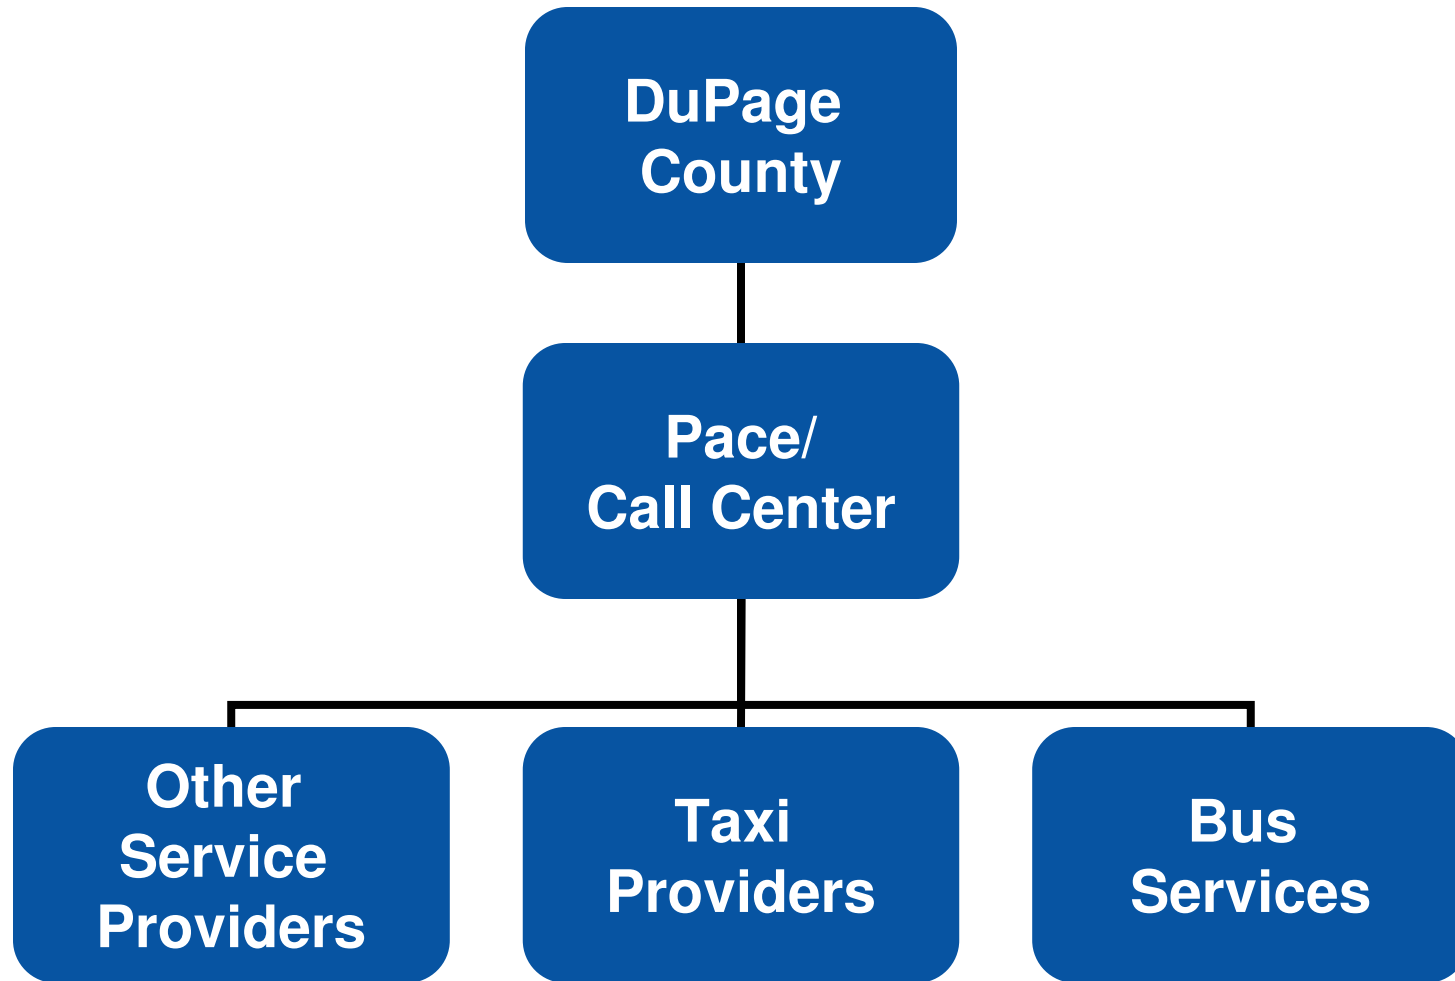 DuPage
County
Pace/
Call Center
Other
Service
Providers
Taxi
Providers
Bus
Services